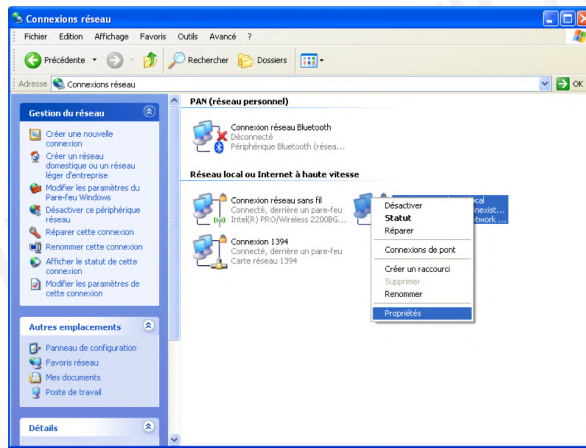 Connexions réseau
Fichier Edition Affichage Favoris Outils Avancé ?
Précédente Rechercher Dossiers
Adresse Connexions réseau OK
Gestion du réseau
Créer une nouvelle
connexion
Créer un réseau
domestique ou un réseau
léger d'entreprise
Modifier les paramètres du
Pare-feu Windows
Désactiver ce périphérique
réseau
Réparer cette connexion
Renommer cette connexion
Afficher le statut de cette
connexion
Modifier les paramètres de
cette connexion
Autres emplacements
Panneau de configuration
Favoris réseau
Mes documents
Poste de travail
Détails
PAN (réseau personnel)
Connexion réseau Bluetooth
Déconnecté
Périphérique Bluetooth (résea...
Réseau local ou Internet à haute vitesse
Connexion réseau sans fil
Connecté, derrière un pare-feu
Intel(R) PRO/Wireless 2200BG...
Connexion 1394
Connecté, derrière un pare-feu
Carte réseau 1394
ocal
nexist...
etwork ...
Désactiver
Statut
Réparer
Connexions de pont
Créer un raccourci
Supprimer
Renommer
Propriétés